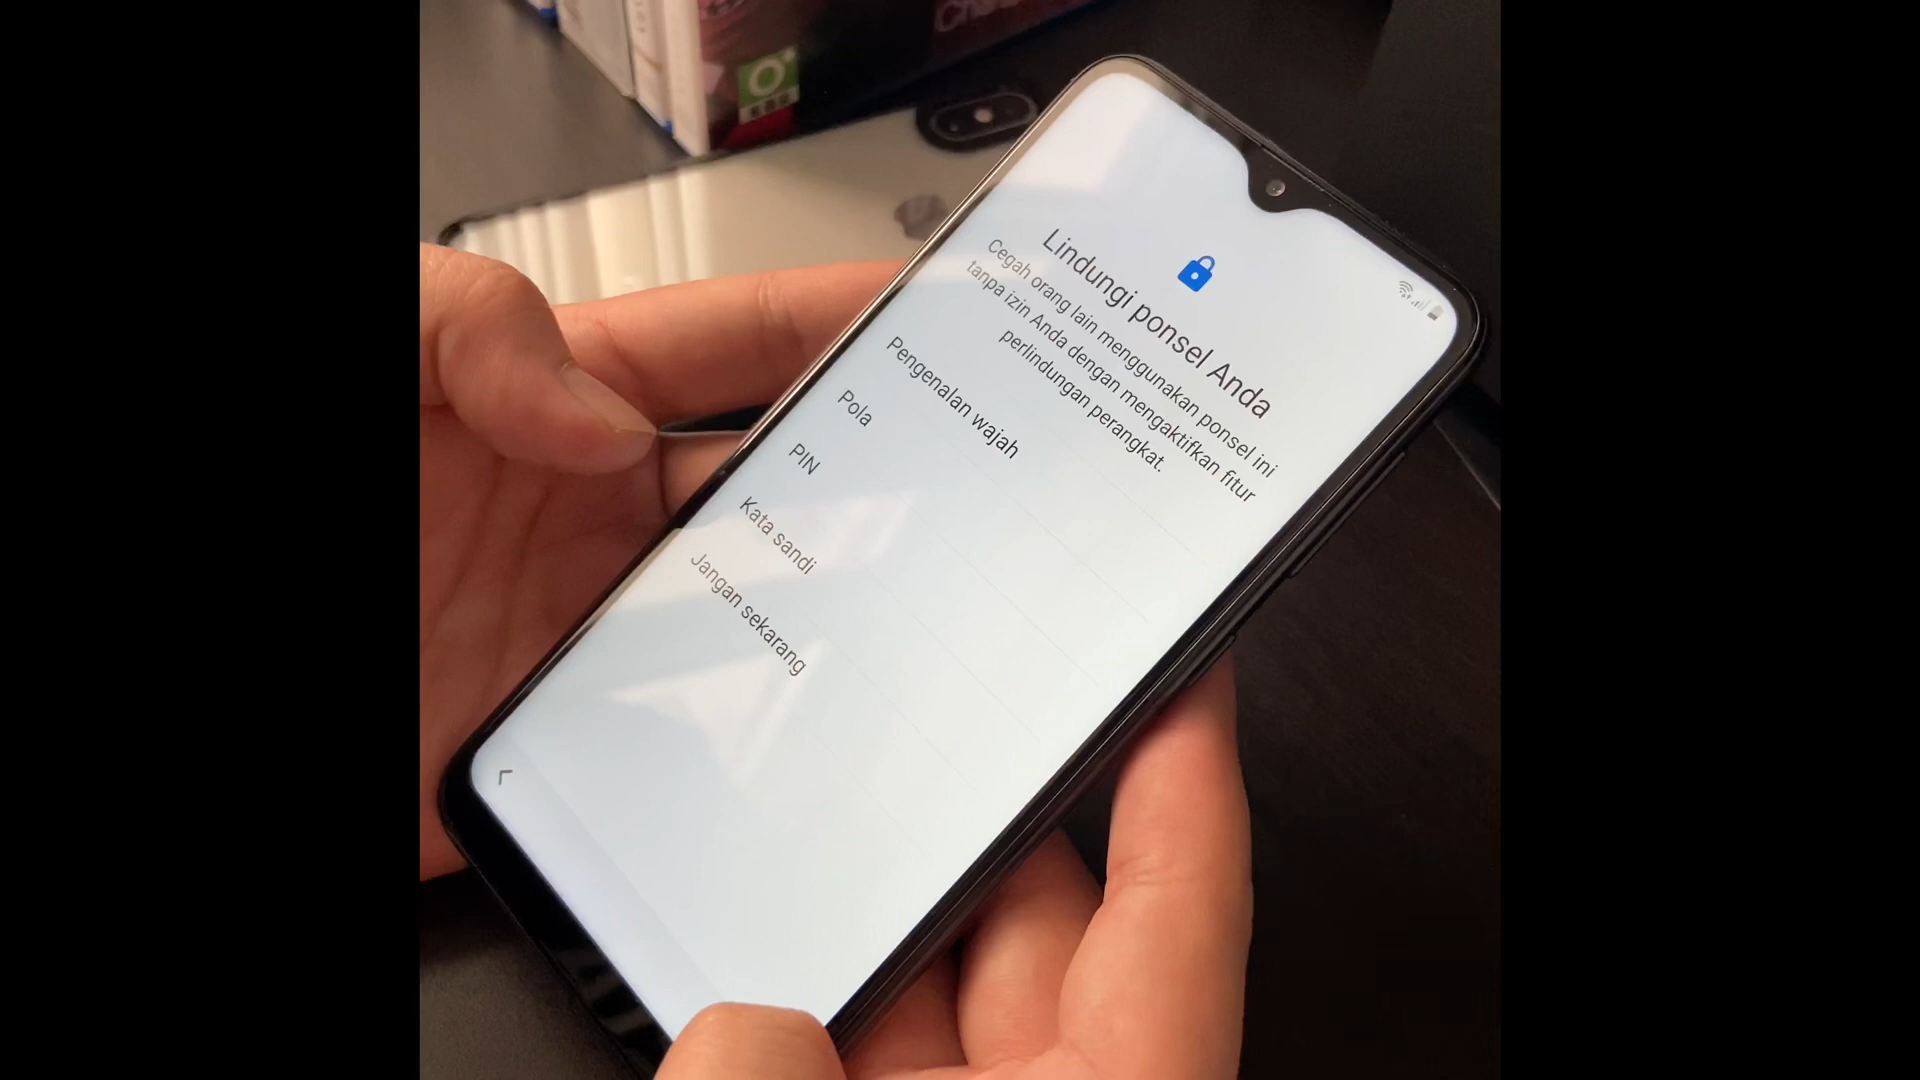 Lindungi ponsel Anda
Cegah orang lain menggunakan ponsel ini
tanpa izin Anda dengan mengaktifkan fitur
perlindungan perangkat.
Pengenalan wajah
Pola
PIN
Kata sandi
Jangan sekarang